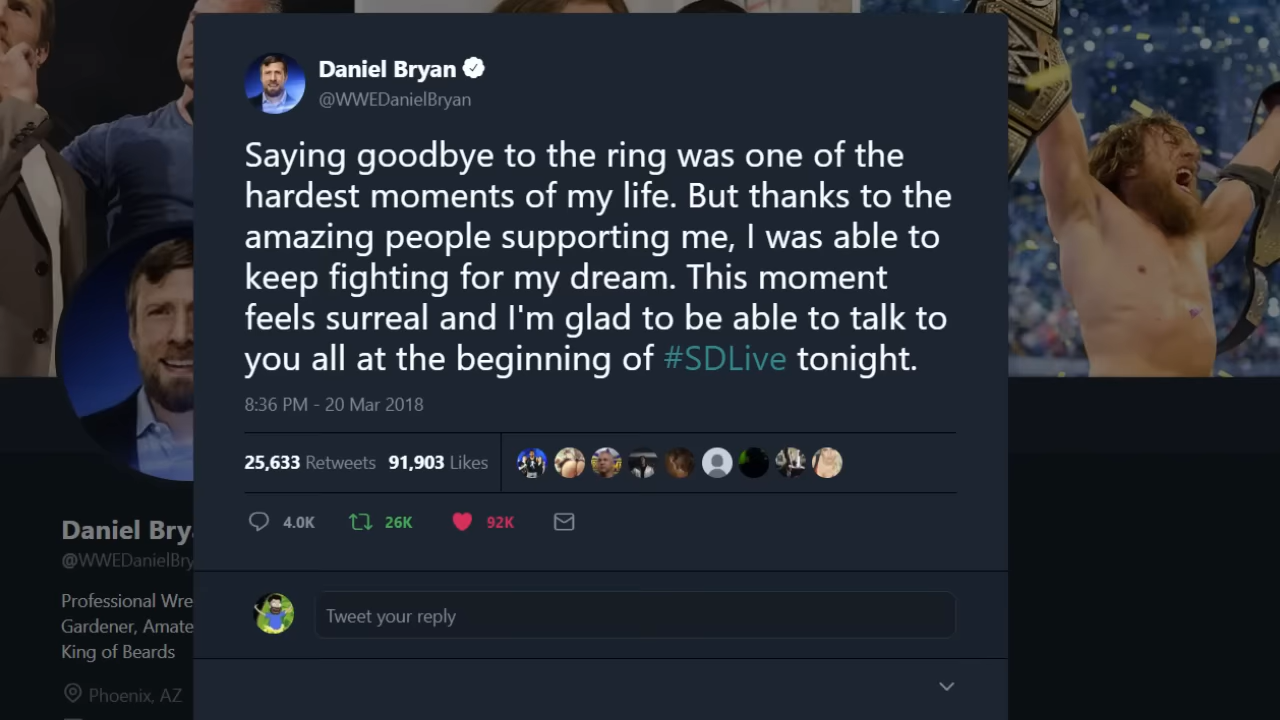 Daniel Bryan
@WWEDanielBryan
Saying goodbye to the ring was one of the
hardest moments of my life. But thanks to the
amazing people supporting me, I was able to
keep fighting for my dream. This moment
feels surreal and I'm glad to be able to talk to
you all at the beginning of #SDLive tonight.
8:36 PM - 20 Mar 2018
25,633 Retweets 91,903 Likes
4.0K 26K 92K
Tweet your reply
Daniel Brya
@WWEDanielBry
Professional Wre
Gardener, Amate
King of Beards
Phoenix, AZ